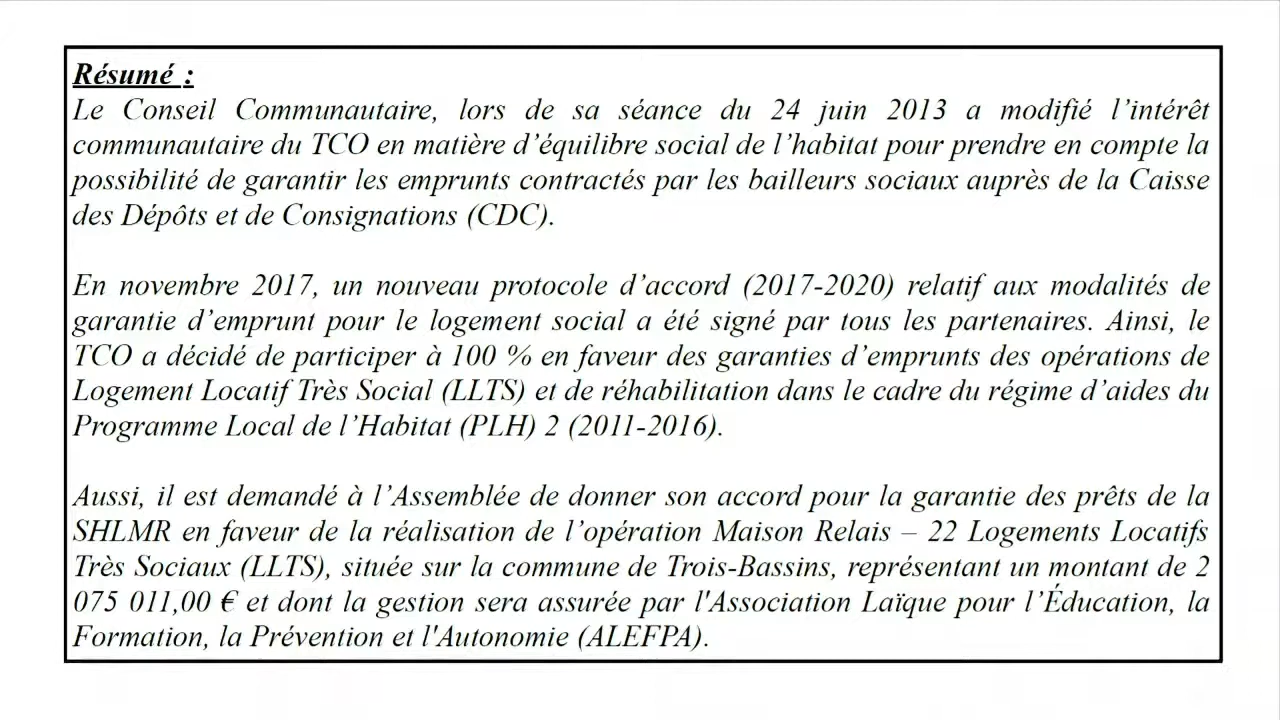 Résumé :
Le Conseil Communautaire, lors de sa séance du 24 juin 2013 a modifié l’intérêt
communautaire du TCO en matière d’équilibre social de l’habitat pour prendre en compte la
possibilité de garantir les emprunts contractés par les bailleurs sociaux auprès de la Caisse
des Dépôts et de Consignations (CDC).
En novembre 2017, un nouveau protocole d’accord (2017-2020) relatif aux modalités de
garantie d’emprunt pour le logement social a été signé par tous les partenaires. Ainsi, le
TCO a décidé de participer à 100 % en faveur des garanties d’emprunts des opérations de
Logement Locatif Très Social (LLTS) et de réhabilitation dans le cadre du régime d’aides du
Programme Local de l’Habitat (PLH) 2 (2011-2016).
Aussi, il est demandé à l’Assemblée de donner son accord pour la garantie des prêts de la
SHLMR en faveur de la réalisation de l’opération Maison Relais – 22 Logements Locatifs
Très Sociaux (LLTS), située sur la commune de Trois-Bassins, représentant un montant de 2
075 011,00 € et dont la gestion sera assurée par l'Association Laïque pour l’Éducation, la
Formation, la Prévention et l'Autonomie (ALEFPA).